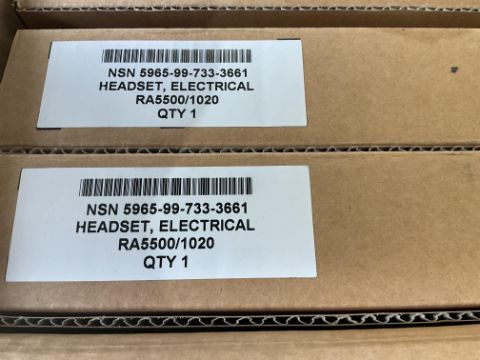 NSN 5965-99-733-3661
HEADSET, ELECTRICAL
RA5500/1020
QTY 1
NSN 5965-99-733-3661
HEADSET, ELECTRICAL
RA5500/1020
QTY 1